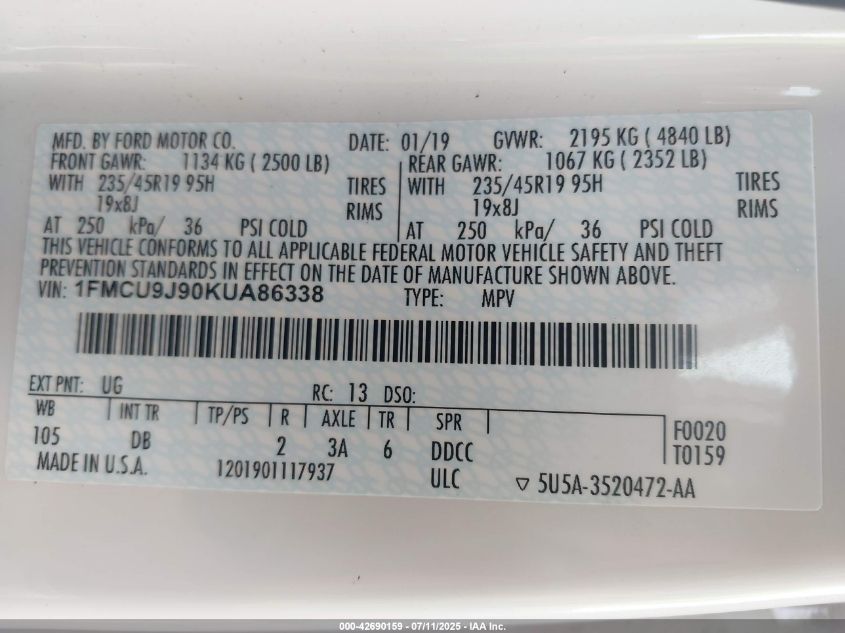 MFD. BY FORD MOTOR CO. DATE: 01/19 GVWR: 2195 KG ( 4840 LB)
FRONT GAWR: 1134 KG ( 2500 LB) REAR GAWR: 1067 KG ( 2352 LB)
WITH 235/45R19 95H TIRES WITH 235/45R19 95H TIRES
19x8J RIMS 19x8J RIMS
AT 250 kPa/ 36 PSI COLD AT 250 kPa/ 36 PSI COLD
THIS VEHICLE CONFORMS TO ALL APPLICABLE FEDERAL MOTOR VEHICLE SAFETY AND THEFT
PREVENTION STANDARDS IN EFFECT ON THE DATE OF MANUFACTURE SHOWN ABOVE.
VIN: 1FMCU9J90KUA86338 TYPE: MPV
EXT PNT: UG RC: 13 DSO:
WB INT TR TP/PS R AXLE TR SPR F0020
105 DB 2 3A 6 DDCC T0159
MADE IN U.S.A. 1201901117937 ULC ▽ 5U5A-3520472-AA
000-42690159 - 07/11/2025 - IAA Inc.